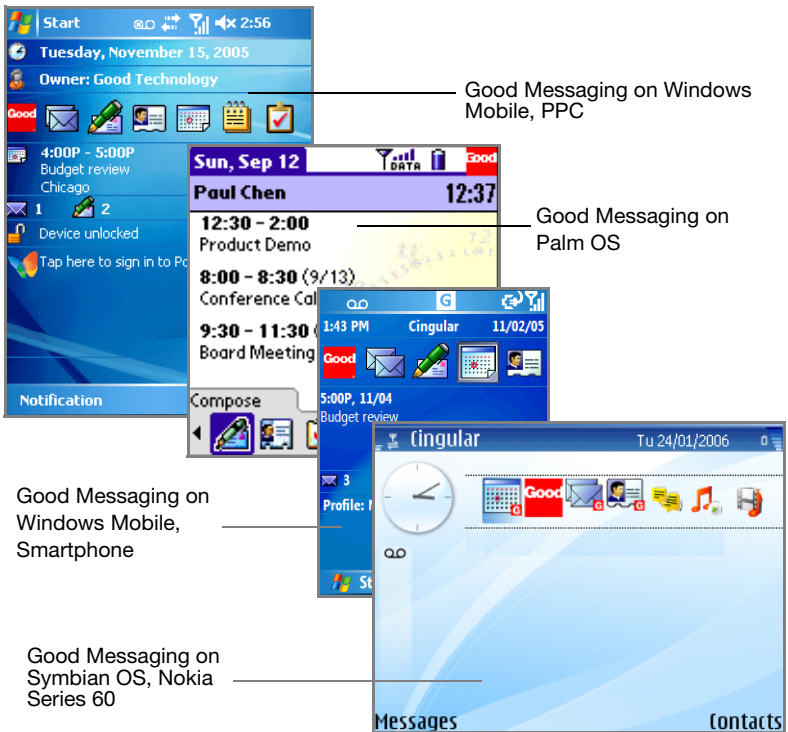 Start 2:56
Tuesday, November 15, 2005
Owner: Good Technology
Good
4:00P - 5:00P
Budget review
Chicago
1 2
Device unlocked
Tap here to sign in to
Notification
Good Messaging on Windows
Mobile, PPC
Sun, Sep 12 DATA Good
Paul Chen 12:37
12:30 - 2:00
Product Demo
8:00 - 8:30 (9/13)
Conference
9:30 - 11:30
Board Meeting
Compose
Good Messaging on
Palm OS
G
1:43 PM Cingular 11/02/05
Good
5:00P, 11/04
Budget review
3
Profile:
Good Messaging on
Windows Mobile,
Smartphone
Cingular Tu 24/01/2006
G Good G G
Messages Contacts
Good Messaging on
Symbian OS, Nokia
Series 60